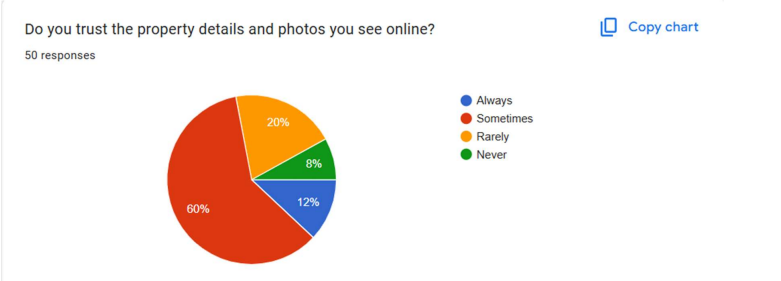 Do you trust the property details and photos you see online?
Copy chart
50 responses
Always
Sometimes
Rarely
Never
20%
8%
12%
60%